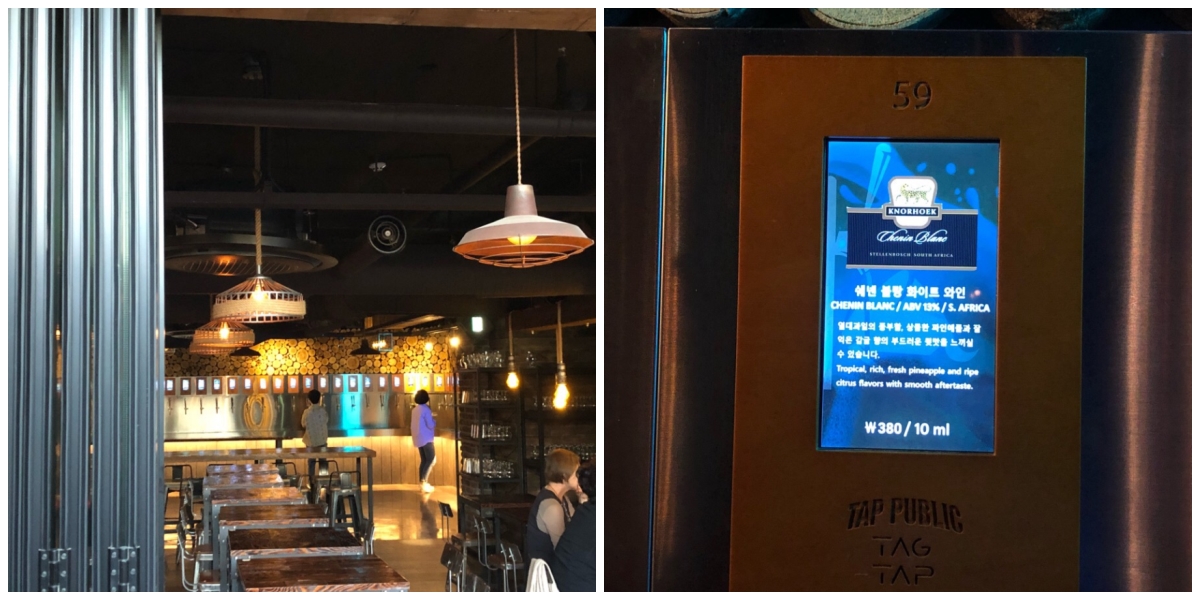 59
KNORHOEK
Chenin Blanc
STELLENBOSCH SOUTH AFRICA
쉐넨 블랑 화이트 와인
CHENIN BLANC / ABV 13% / S. AFRICA
열대과일의 풍부함, 상큼한 파인애플과 잘
익은 감귤 향의 부드러운 뒷맛을 느끼실
수 있습니다.
Tropical, rich, fresh pineapple and ripe
citrus flavors with smooth aftertaste.
₩380 / 10 ml
TAP PUBLIC
TAG
TAP